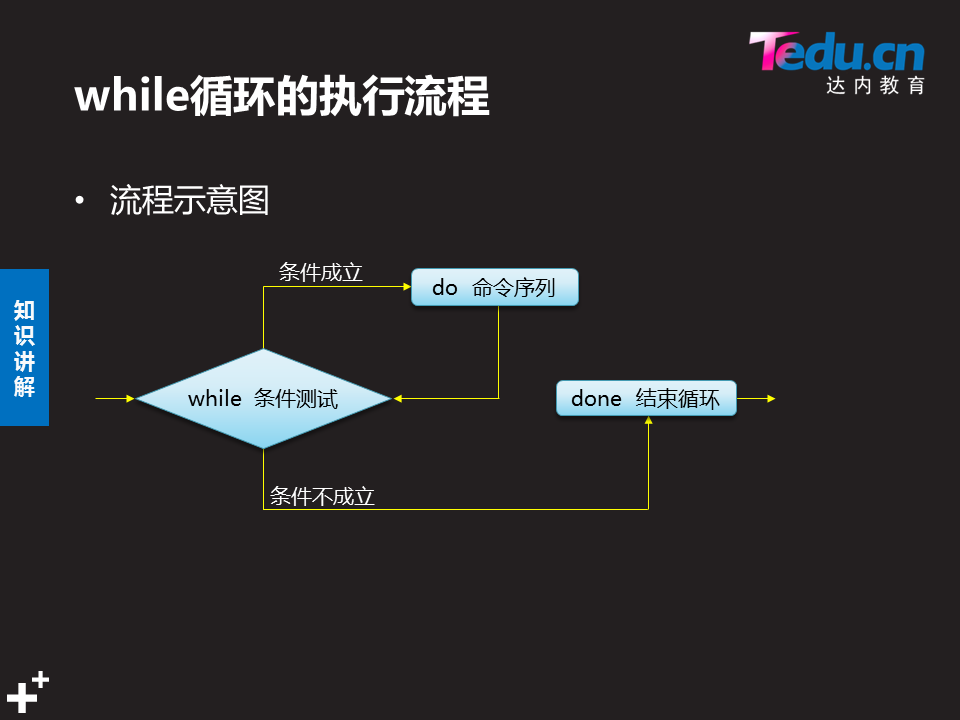 Tedu.cn
达内教育
while循环的执行流程
• 流程示意图
知识讲解
条件成立
do 命令序列
while 条件测试
done 结束循环
条件不成立